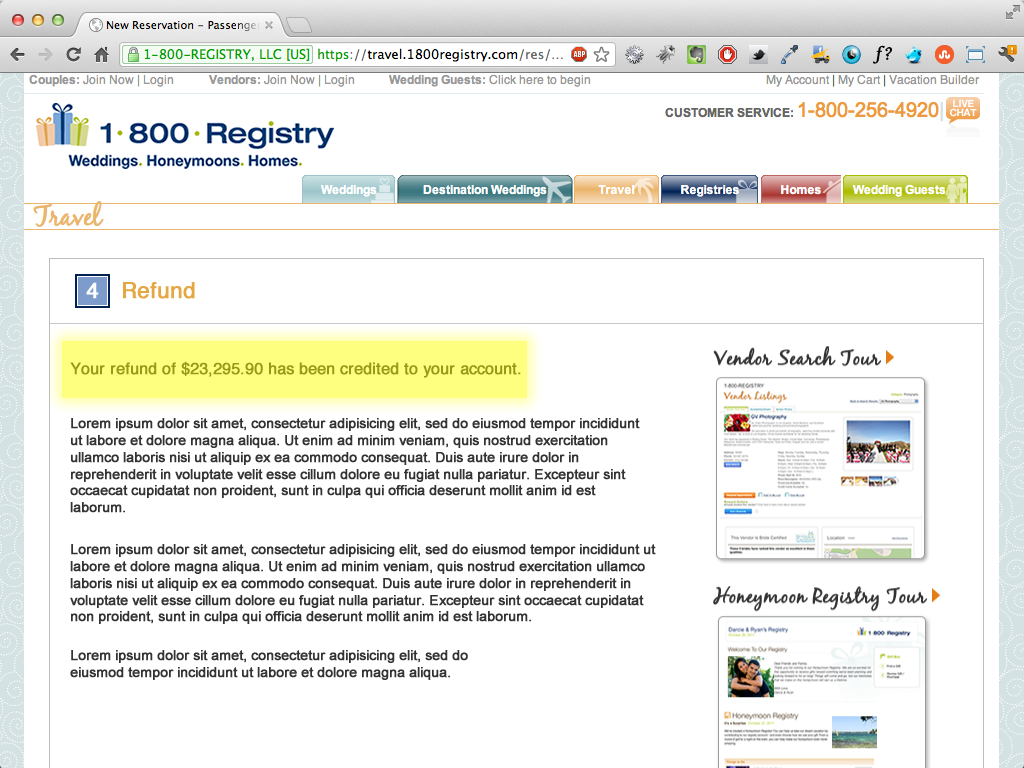 New Reservation – Passenge
1-800-REGISTRY, LLC [US] https://travel.1800registry.com/res/...
ABP
f?
Couples: Join Now | Login Vendors: Join Now | Login Wedding Guests: Click here to begin My Account | My Cart | Vacation Builder
1·800·Registry
Weddings. Honeymoons. Homes.
CUSTOMER SERVICE: 1-800-256-4920
LIVE
CHAT
Weddings Destination Weddings Travel Registries Homes Wedding Guests
Travel
4 Refund
Your refund of $23,295.90 has been credited to your account.
Lorem ipsum dolor sit amet, consectetur adipisicing elit, sed do eiusmod tempor incididunt
ut labore et dolore magna aliqua. Ut enim ad minim veniam, quis nostrud exercitation
ullamco laboris nisi ut aliquip ex ea commodo consequat. Duis aute irure dolor in
reprehenderit in voluptate velit esse cillum dolore eu fugiat nulla pariatur. Excepteur sint
occaecat cupidatat non proident, sunt in culpa qui officia deserunt mollit anim id est
laborum.
Lorem ipsum dolor sit amet, consectetur adipisicing elit, sed do eiusmod tempor incididunt ut
labore et dolore magna aliqua. Ut enim ad minim veniam, quis nostrud exercitation ullamco
laboris nisi ut aliquip ex ea commodo consequat. Duis aute irure dolor in reprehenderit in
voluptate velit esse cillum dolore eu fugiat nulla pariatur. Excepteur sint occaecat cupidatat
non proident, sunt in culpa qui officia deserunt mollit anim id est laborum.
Lorem ipsum dolor sit amet, consectetur adipisicing elit, sed do
eiusmod tempor incididunt ut labore et dolore magna aliqua.
Vendor Search Tour
1-800-REGISTRY
Vendor Listings
GV Photography
This Vendor is Bride Certified
Location
Honeymoon Registry Tour
Darcie & Ryan's Registry
1 800 Registry
Welcome To Our Registry
Honeymoon Registry